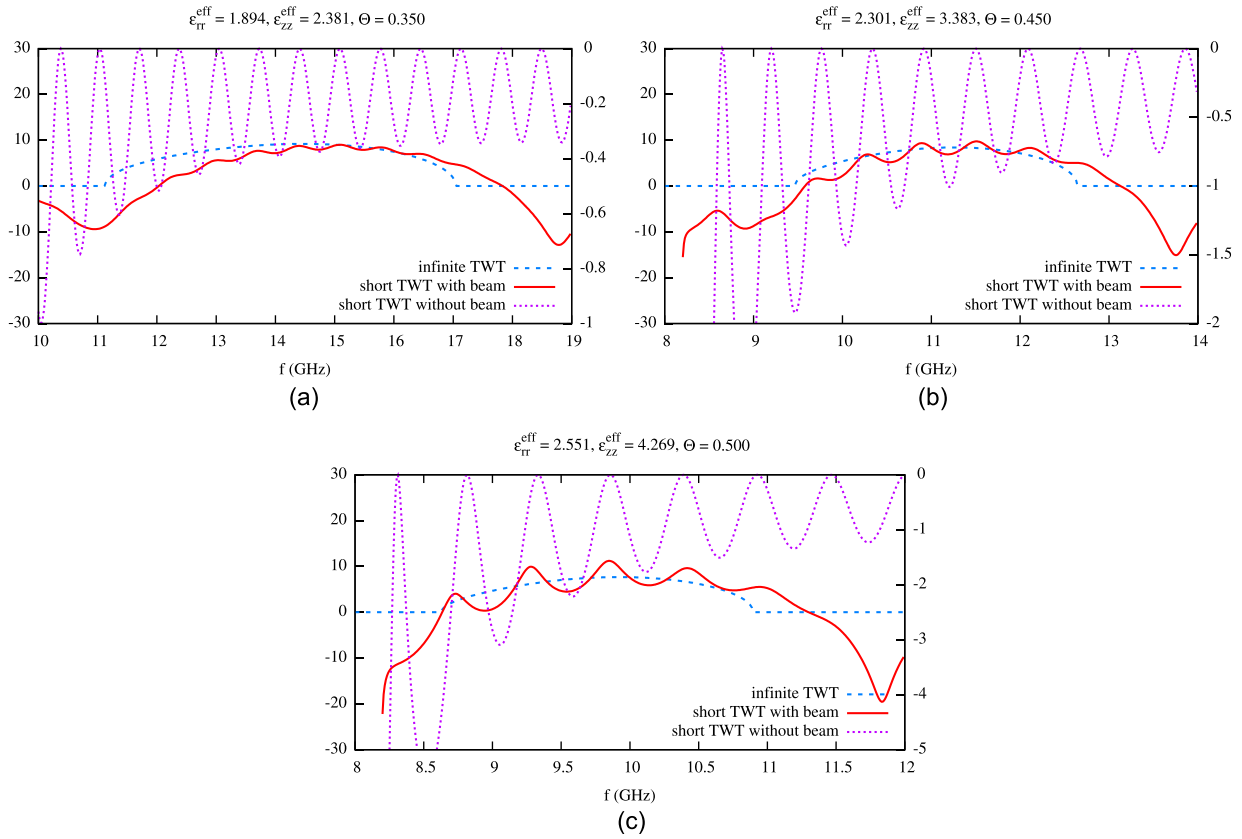 ε_rr^eff = 1.894, ε_zz^eff = 2.381, Θ = 0.350
30
20
10
0
-10
-20
-30
0
-0.2
-0.4
-0.6
-0.8
-1
infinite TWT
short TWT with beam
short TWT without beam
10 11 12 13 14 15 16 17 18 19
f (GHz)
(a)
ε_rr^eff = 2.301, ε_zz^eff = 3.383, Θ = 0.450
30
20
10
0
-10
-20
-30
0
-0.5
-1
-1.5
-2
infinite TWT
short TWT with beam
short TWT without beam
8 9 10 11 12 13 14
f (GHz)
(b)
ε_rr^eff = 2.551, ε_zz^eff = 4.269, Θ = 0.500
30
20
10
0
-10
-20
-30
0
-1
-2
-3
-4
-5
infinite TWT
short TWT with beam
short TWT without beam
8 8.5 9 9.5 10 10.5 11 11.5 12
f (GHz)
(c)